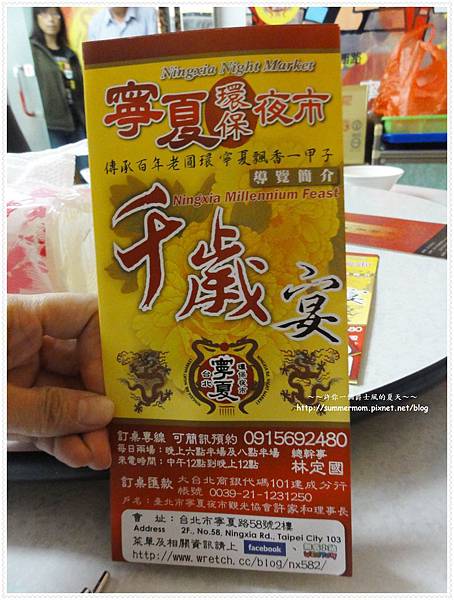 Ningxia Night Market
寧夏環保夜市
傳承百年老圓環 寧夏飄香一甲子
導覽簡介
Ningxia Millennium Feast
千歲宴
台北 寧夏 環保夜市
~~許你一個爵士風的夏天~~
http://summermom.pixnet.net/blog
訂桌專線 可簡訊預約 0915692480
每日兩場：晚上六點半場及八點半場 總幹事
來電時間：中午12點到晚上12點 林定國
訂桌匯款 大台北商銀代碼101建成分行
帳號 0039-21-1231250
戶名：臺北市寧夏夜市觀光協會許家和理事長
會 址：台北市寧夏路58號2樓
Address 2F., No.58, Ningxia Rd., Taipei City 103
菜單及相關資訊請上 facebook 、
http://www.wretch.cc/blog/nx582/